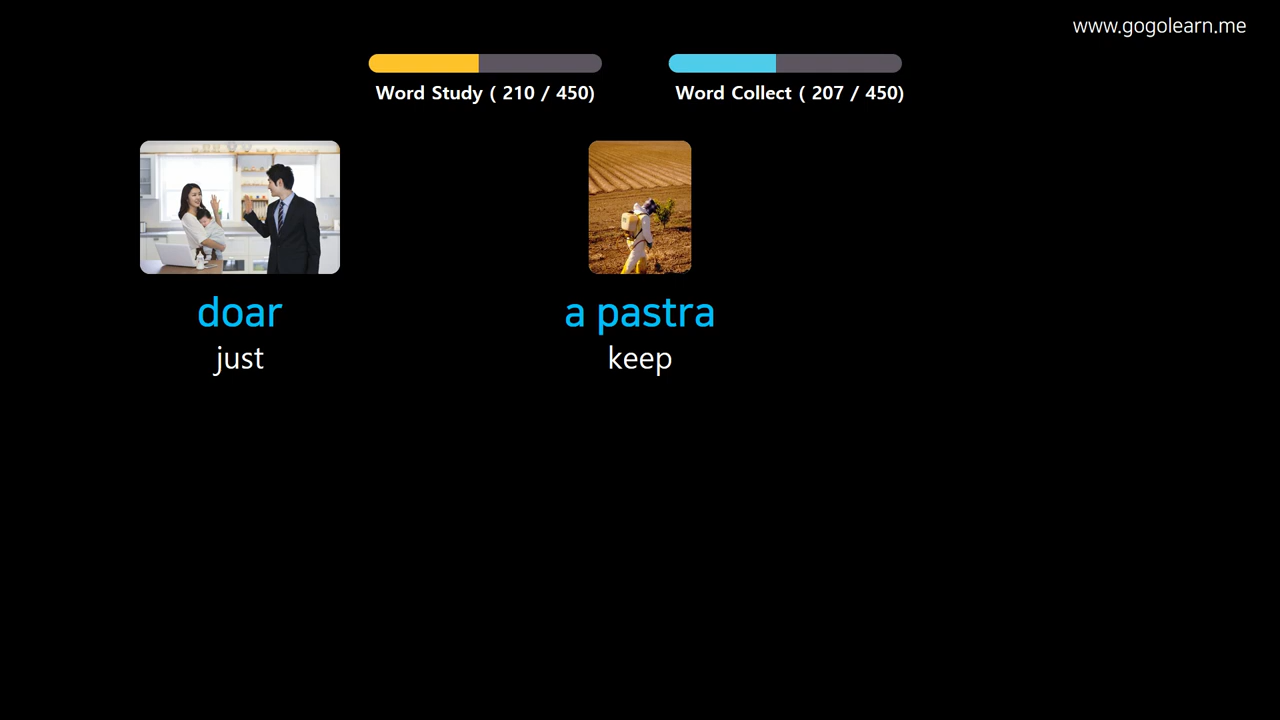 www.gogolearn.me
Word Study ( 210 / 450)
Word Collect ( 207 / 450)
doar
just
a pastra
keep